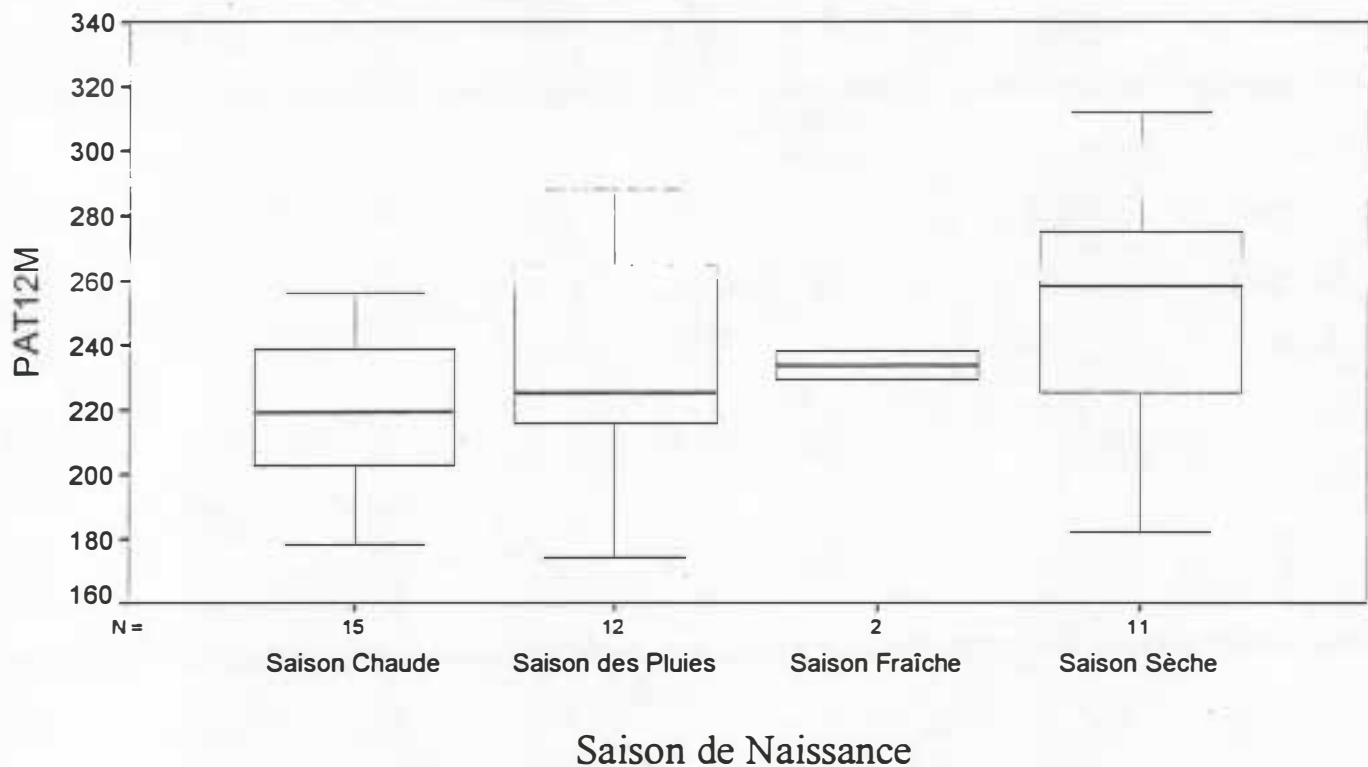 340
320
300
280
260
240
220
200
180
160
PAT12M
N = 15 12 2 11
Saison Chaude Saison des Pluies Saison Fraîche Saison Sèche
Saison de Naissance